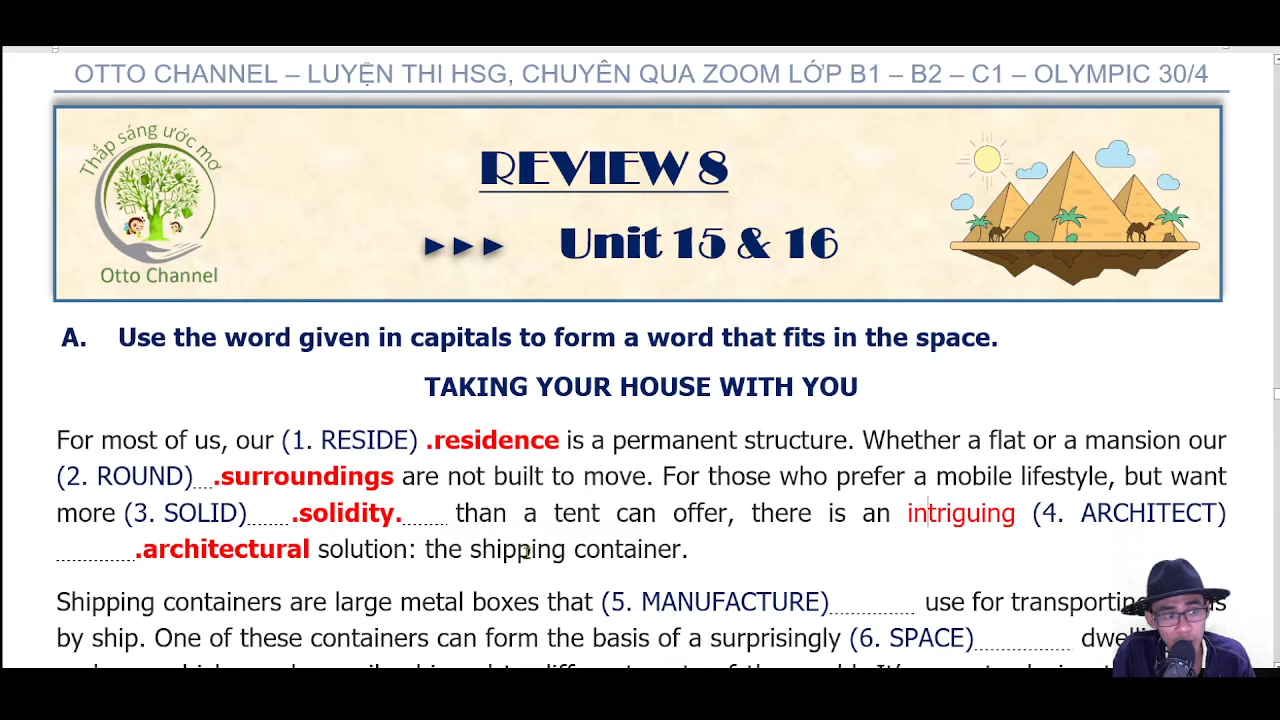 OTTO CHANNEL – LUYỆN THI HSG, CHUYÊN QUA ZOOM LỚP B1 – B2 – C1 – OLYMPIC 30/4
Thắp sáng ước mơ
Otto Channel
REVIEW 8
►►► Unit 15 & 16
A. Use the word given in capitals to form a word that fits in the space.
TAKING YOUR HOUSE WITH YOU
For most of us, our (1. RESIDE) .residence is a permanent structure. Whether a flat or a mansion our
(2. ROUND) ....surroundings are not built to move. For those who prefer a mobile lifestyle, but want
more (3. SOLID)...... .solidity....... than a tent can offer, there is an intriguing (4. ARCHITECT)
............architectural solution: the shipping container.
Shipping containers are large metal boxes that (5. MANUFACTURE)............ use for transporting
by ship. One of these containers can form the basis of a surprisingly (6. SPACE)..............